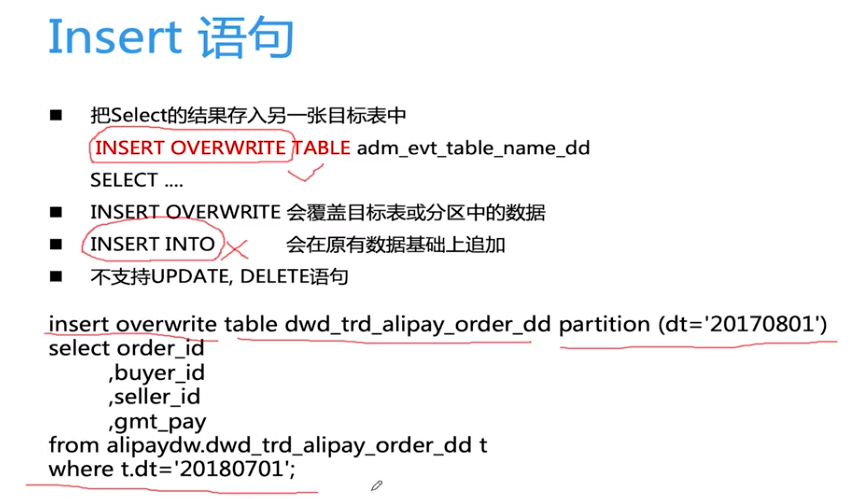 Insert 语句
■ 把Select的结果存入另一张目标表中
INSERT OVERWRITE TABLE adm_evt_table_name_dd
SELECT ....
■ INSERT OVERWRITE 会覆盖目标表或分区中的数据
■ INSERT INTO 会在原有数据基础上追加
■ 不支持UPDATE, DELETE语句
insert overwrite table dwd_trd_alipay_order_dd partition (dt='20170801')
select order_id
,buyer_id
,seller_id
,gmt_pay
from alipaydw.dwd_trd_alipay_order_dd t
where t.dt='20180701';